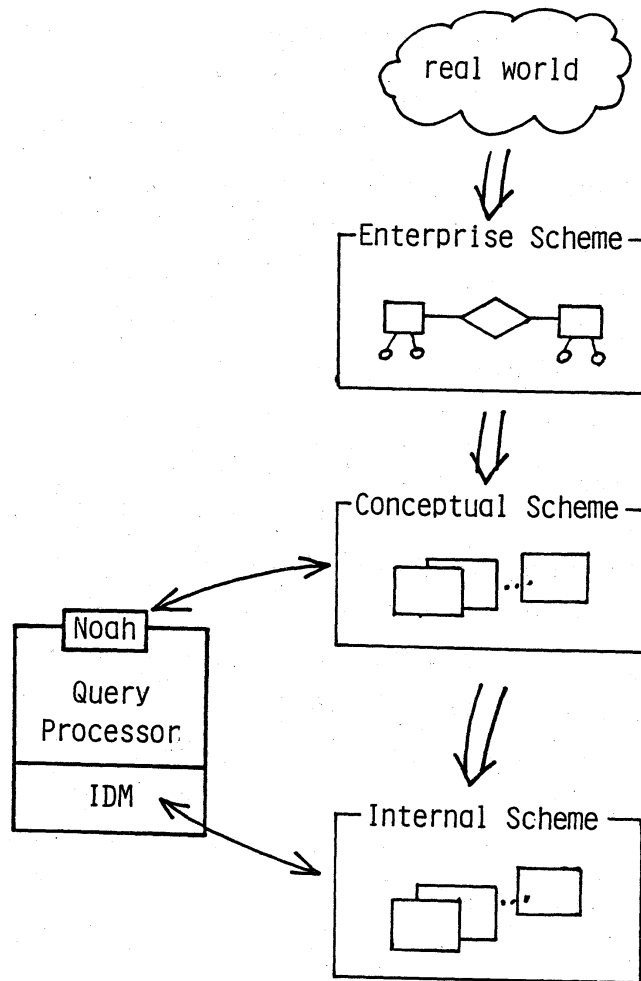 real world
Enterprise Scheme
Conceptual Scheme
Noah
Query
Processor
IDM
Internal Scheme